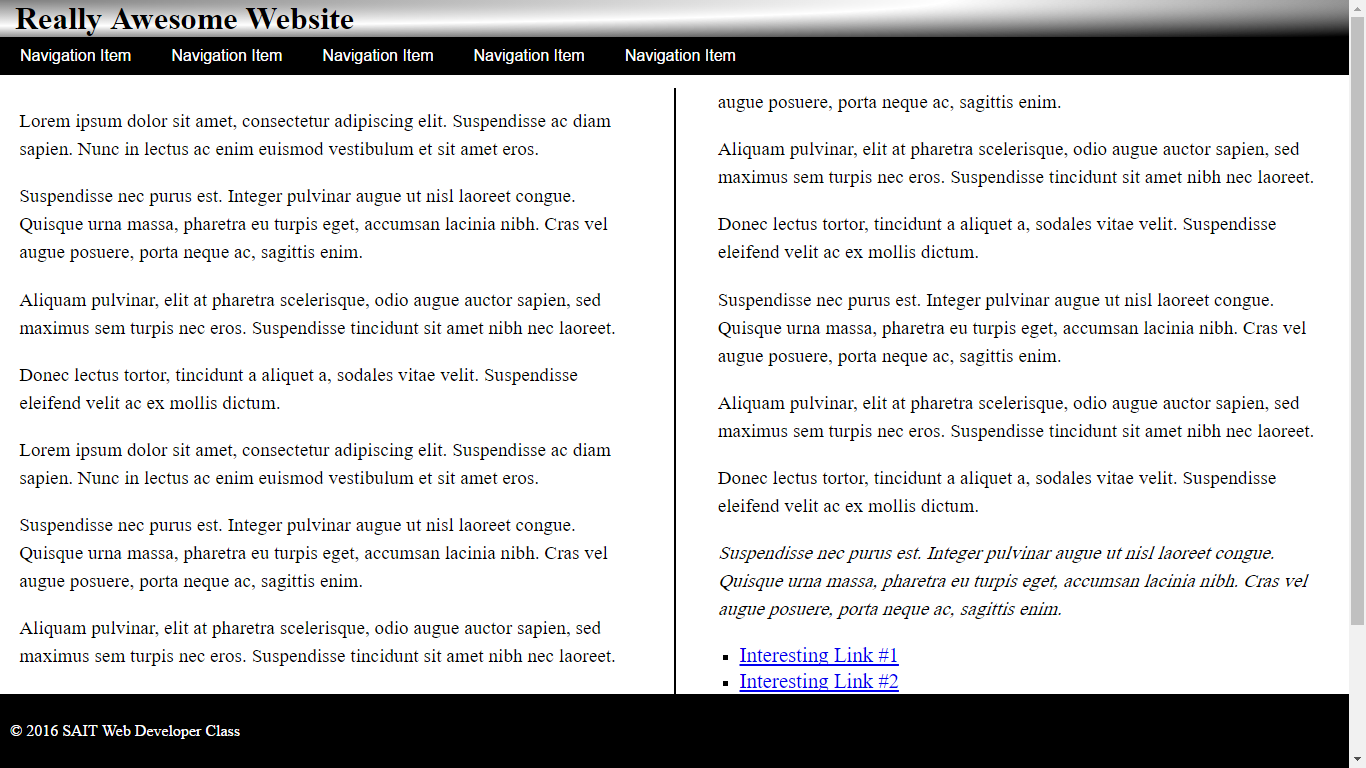 Really Awesome Website
Navigation Item Navigation Item Navigation Item Navigation Item Navigation Item
Lorem ipsum dolor sit amet, consectetur adipiscing elit. Suspendisse ac diam
sapien. Nunc in lectus ac enim euismod vestibulum et sit amet eros.
Suspendisse nec purus est. Integer pulvinar augue ut nisl laoreet congue.
Quisque urna massa, pharetra eu turpis eget, accumsan lacinia nibh. Cras vel
augue posuere, porta neque ac, sagittis enim.
Aliquam pulvinar, elit at pharetra scelerisque, odio augue auctor sapien, sed
maximus sem turpis nec eros. Suspendisse tincidunt sit amet nibh nec laoreet.
Donec lectus tortor, tincidunt a aliquet a, sodales vitae velit. Suspendisse
eleifend velit ac ex mollis dictum.
Lorem ipsum dolor sit amet, consectetur adipiscing elit. Suspendisse ac diam
sapien. Nunc in lectus ac enim euismod vestibulum et sit amet eros.
Suspendisse nec purus est. Integer pulvinar augue ut nisl laoreet congue.
Quisque urna massa, pharetra eu turpis eget, accumsan lacinia nibh. Cras vel
augue posuere, porta neque ac, sagittis enim.
Aliquam pulvinar, elit at pharetra scelerisque, odio augue auctor sapien, sed
maximus sem turpis nec eros. Suspendisse tincidunt sit amet nibh nec laoreet.
augue posuere, porta neque ac, sagittis enim.
Aliquam pulvinar, elit at pharetra scelerisque, odio augue auctor sapien, sed
maximus sem turpis nec eros. Suspendisse tincidunt sit amet nibh nec laoreet.
Donec lectus tortor, tincidunt a aliquet a, sodales vitae velit. Suspendisse
eleifend velit ac ex mollis dictum.
Suspendisse nec purus est. Integer pulvinar augue ut nisl laoreet congue.
Quisque urna massa, pharetra eu turpis eget, accumsan lacinia nibh. Cras vel
augue posuere, porta neque ac, sagittis enim.
Aliquam pulvinar, elit at pharetra scelerisque, odio augue auctor sapien, sed
maximus sem turpis nec eros. Suspendisse tincidunt sit amet nibh nec laoreet.
Donec lectus tortor, tincidunt a aliquet a, sodales vitae velit. Suspendisse
eleifend velit ac ex mollis dictum.
Suspendisse nec purus est. Integer pulvinar augue ut nisl laoreet congue.
Quisque urna massa, pharetra eu turpis eget, accumsan lacinia nibh. Cras vel
augue posuere, porta neque ac, sagittis enim.
Interesting Link #1
Interesting Link #2
© 2016 SAIT Web Developer Class